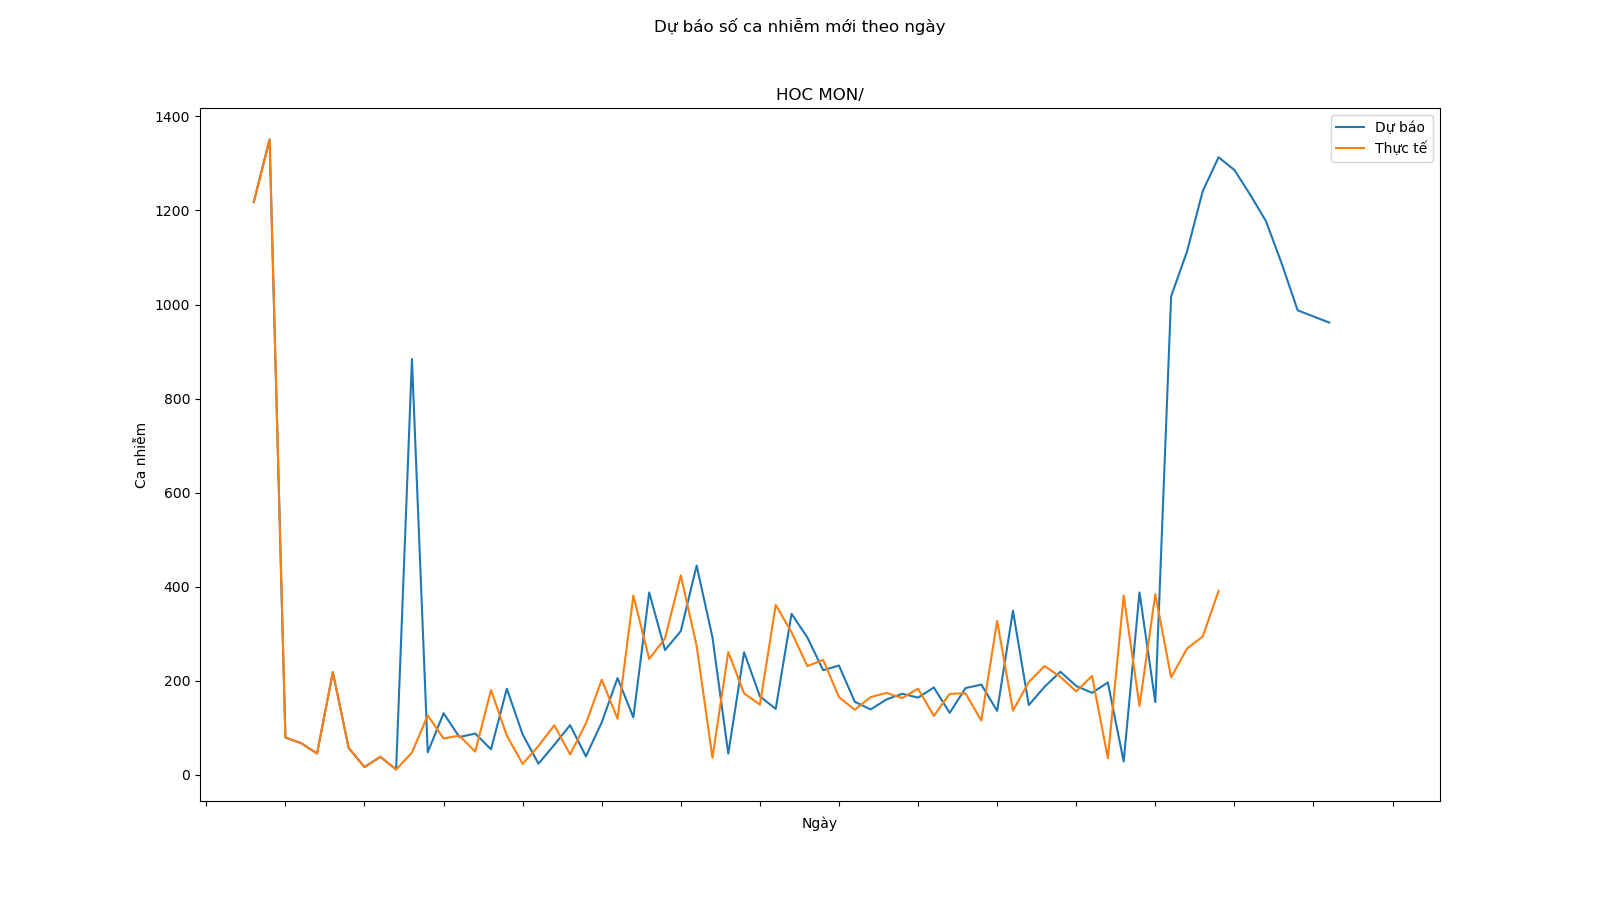 Dự báo số ca nhiễm mới theo ngày
HOC MON/
1400
1200
1000
800
600
400
200
0
Ca nhiễm
Ngày
Dự báo
Thực tế